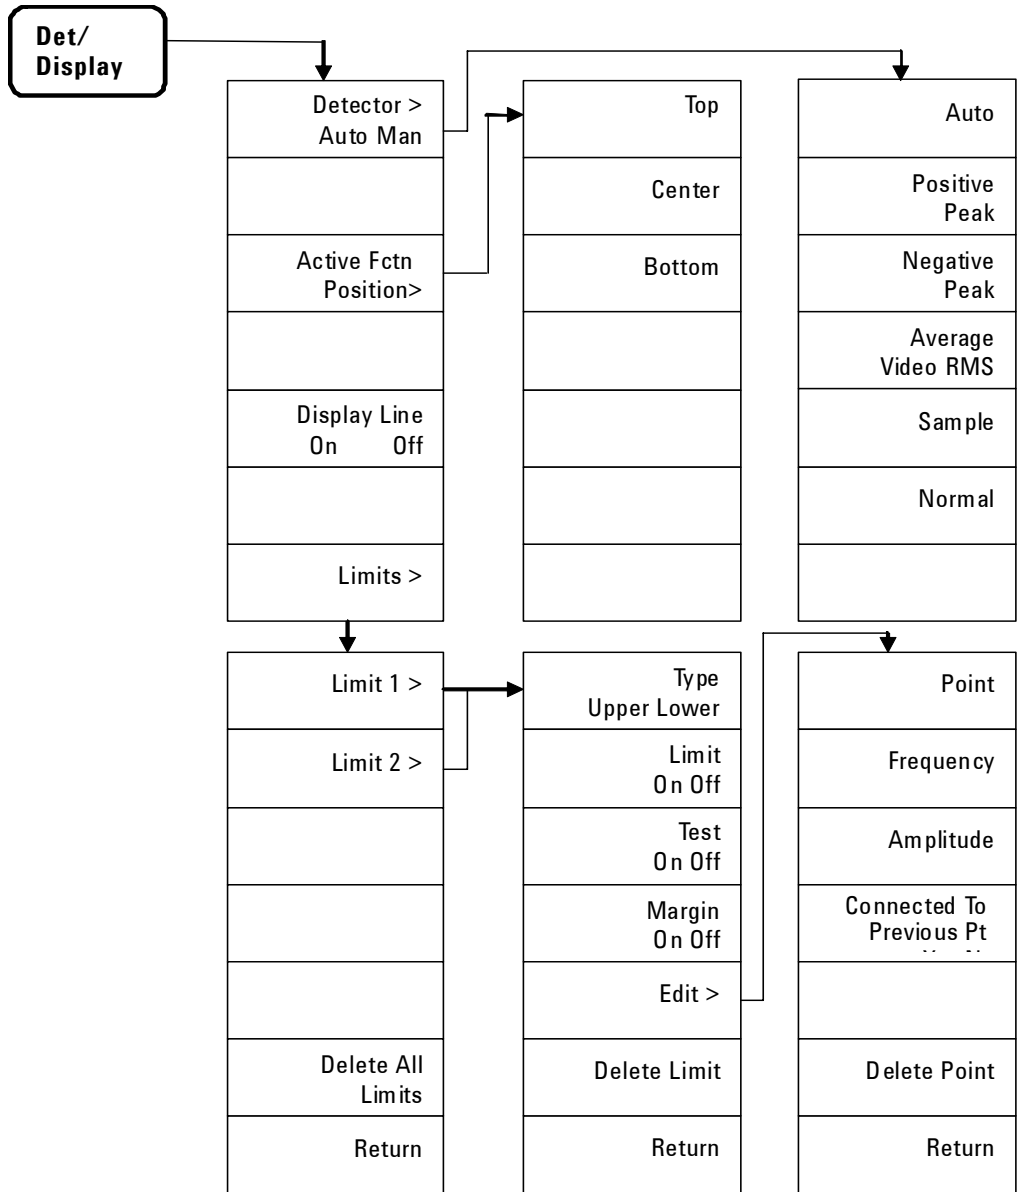 Det/
Display
Detector >
Auto Man
Active Fctn
Position>
Display Line
On Off
Limits >
Top
Center
Bottom
Auto
Positive
Peak
Negative
Peak
Average
Video RMS
Sample
Normal
Limit 1 >
Limit 2 >
Delete All
Limits
Return
Type
Upper Lower
Limit
On Off
Test
On Off
Margin
On Off
Edit >
Delete Limit
Return
Point
Frequency
Amplitude
Connected To
Previous Pt
Delete Point
Return